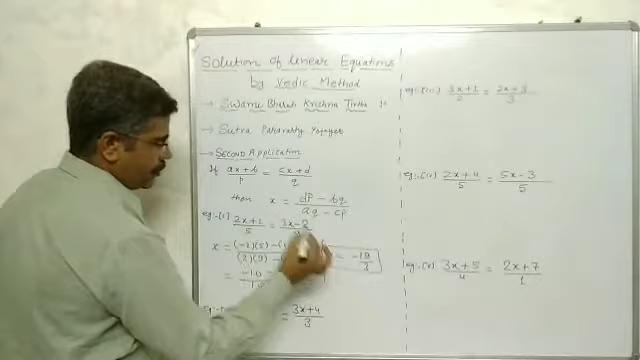 Solution of linear Equations
by Vedic Method
→ Swami Bharti Krishna Tirtha
→ Sutra Paravartya Yojayet
→ SECOND APPLICATION
If (ax+b)/p = (cx+d)/q
then x = (dp - bq)/(aq - cp)
eg:- (i) (2x+1)/5 = (3x-2)/
x = (-2)(5) - / (2)(9) - = -19/3
= -10
3x+4/3
eg:- (iii) (3x+1)/2 = (2x+3)/3
eg:- (iv) (2x+4)/5 = (5x-3)/5
eg:- (v) (3x+5)/4 = (2x+7)/1